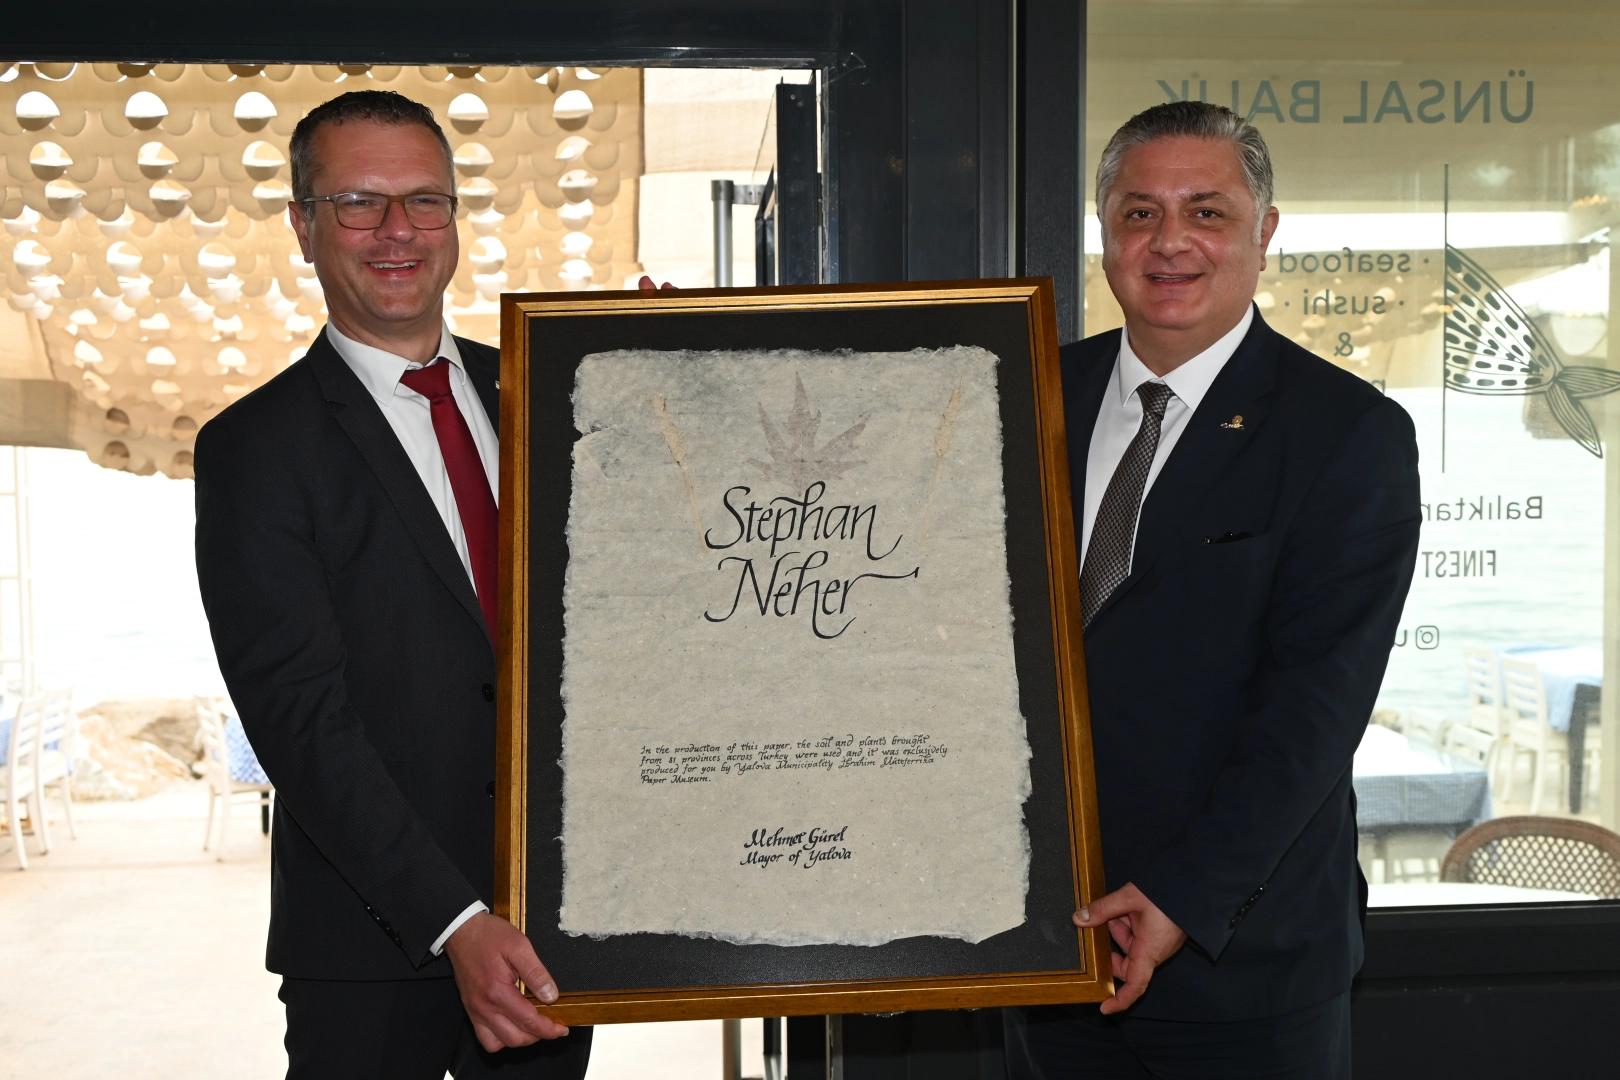 Stephan
Neher
In the production of this paper, the soil and plants brought
from 81 provinces across Turkey were used and it was exclusively
produced for you by Yalova Municipality İbrahim Müteferrika
Paper Museum.
Mehmet Gürel
Mayor of Yalova
ÜNSAL BALIK
· seafood
· sushi ·
&
Balıktan
FINEST